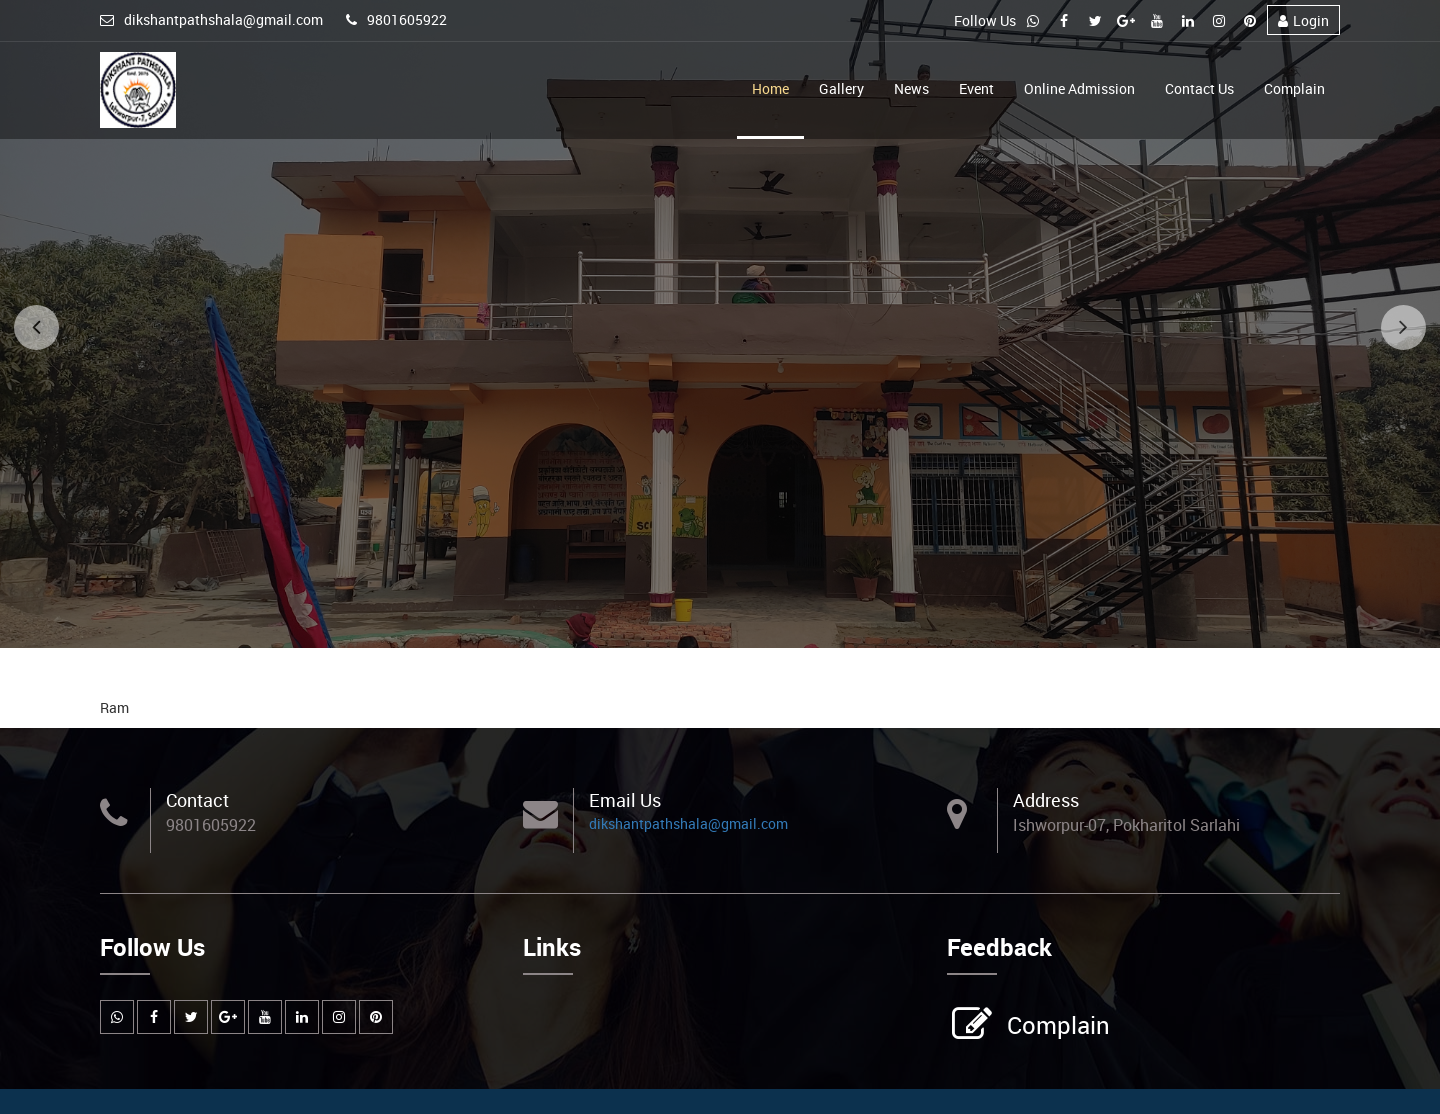 dikshantpathshala@gmail.com 9801605922
Follow Us Login
DIKSHANT PATHSHALA
Ishworpur-7, Sarlahi
Home Gallery News Event Online Admission Contact Us Complain
Ram
Contact
9801605922
Email Us
dikshantpathshala@gmail.com
Address
Ishworpur-07, Pokharitol Sarlahi
Follow Us
Links
Feedback
Complain